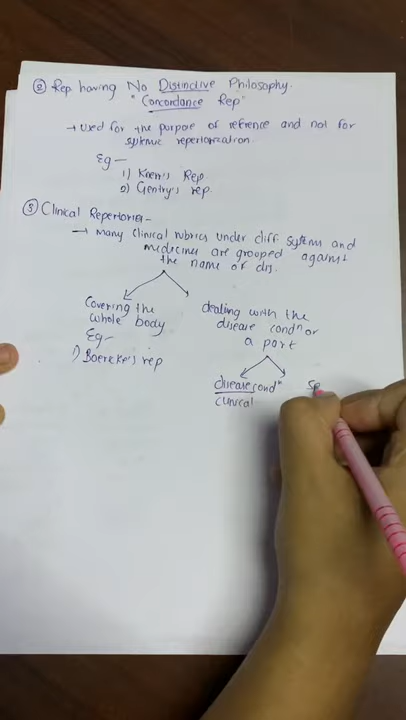 ② Rep having No Distinctive Philosophy.
"Concordance Rep"
→ Used for the purpose of refrence and not for
systemic repertorization.
Eg—
1) Knerr's Rep.
2) Gentry's rep.
③ Clinical Repertories—
→ Many Clinical rubrics under diff systems and
medicines are grouped against
the name of dis.
Covering the
whole body
Eg—
1) Boericke's rep
dealing with the
disease condⁿ or
a part
disease condⁿ
clinical